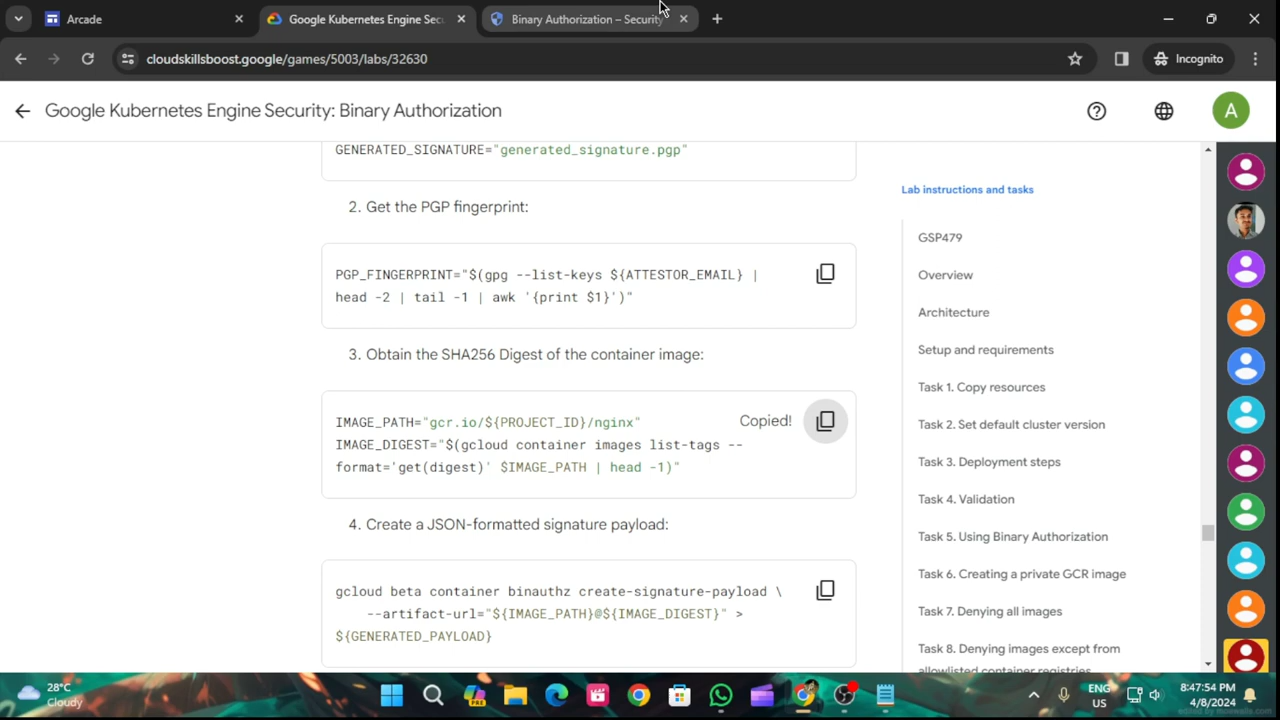 Arcade
Google Kubernetes Engine Sec
Binary Authorization – Security
cloudskillsboost.google/games/5003/labs/32630
Incognito
Google Kubernetes Engine Security: Binary Authorization
A
GENERATED_SIGNATURE="generated_signature.pgp"
2. Get the PGP fingerprint:
PGP_FINGERPRINT="$(gpg --list-keys ${ATTESTOR_EMAIL} |
head -2 | tail -1 | awk '{print $1}')"
3. Obtain the SHA256 Digest of the container image:
IMAGE_PATH="gcr.io/${PROJECT_ID}/nginx"
Copied!
IMAGE_DIGEST="$(gcloud container images list-tags --
format='get(digest)' $IMAGE_PATH | head -1)"
4. Create a JSON-formatted signature payload:
gcloud beta container binauthz create-signature-payload \
--artifact-url="${IMAGE_PATH}@${IMAGE_DIGEST}" >
${GENERATED_PAYLOAD}
Lab instructions and tasks
GSP479
Overview
Architecture
Setup and requirements
Task 1. Copy resources
Task 2. Set default cluster version
Task 3. Deployment steps
Task 4. Validation
Task 5. Using Binary Authorization
Task 6. Creating a private GCR image
Task 7. Denying all images
Task 8. Denying images except from
allowlisted container registries
28°C
Cloudy
PRE
ENG
US
8:47:54 PM
4/8/2024